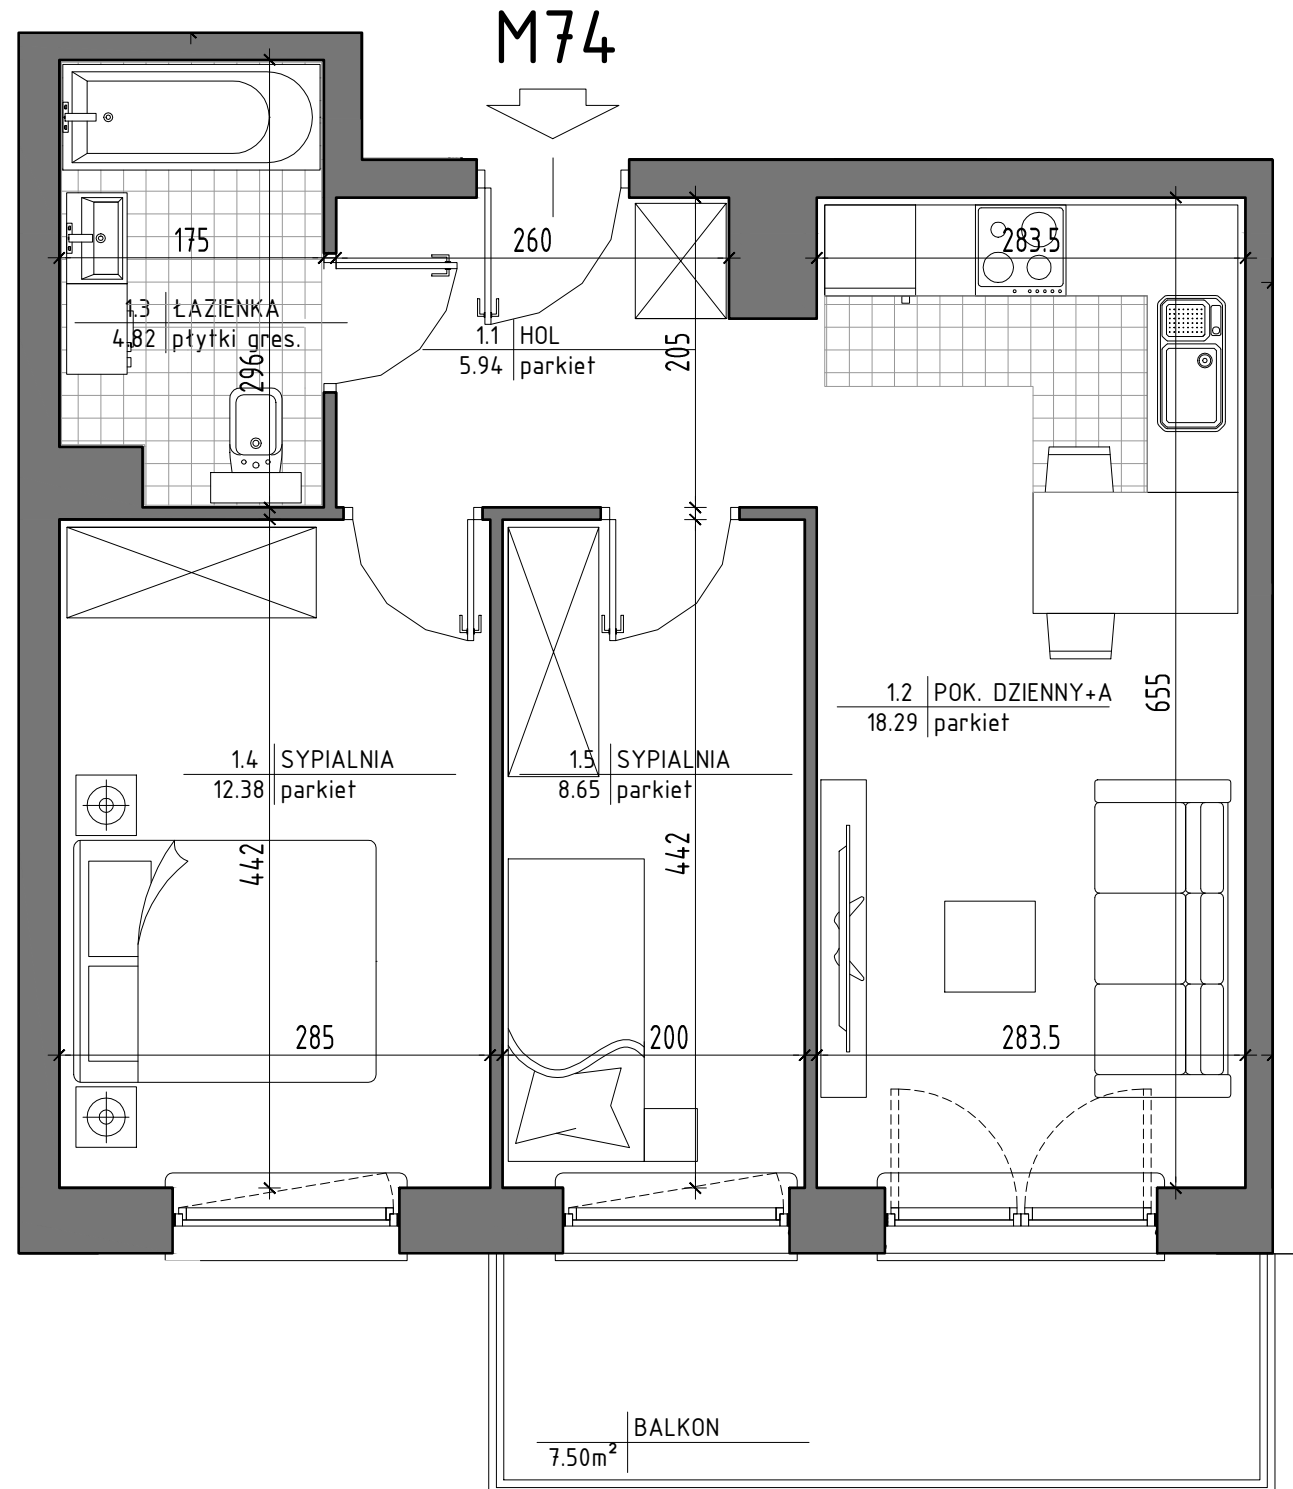 M74
175
260
283.5
1.3 ŁAZIENKA
4.82 płytki gres.
296
1.1 HOL
5.94 parkiet
205
1.2 POK. DZIENNY+A
18.29 parkiet
655
1.4 SYPIALNIA
12.38 parkiet
442
1.5 SYPIALNIA
8.65 parkiet
442
285
200
283.5
BALKON
7.50m²